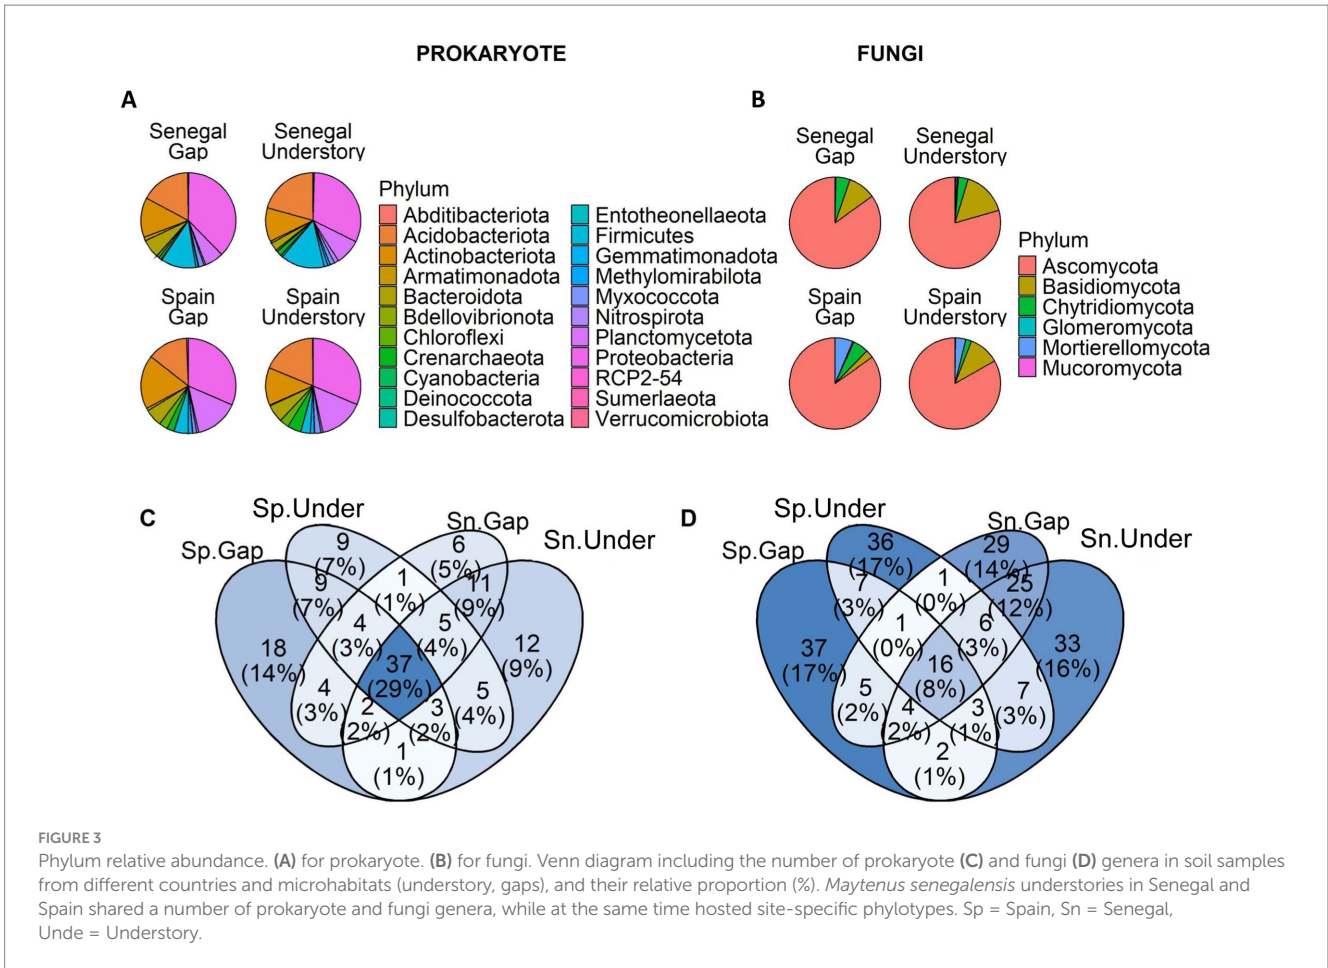 PROKARYOTE
FUNGI
A
Senegal
Gap
Senegal
Understory
Spain
Gap
Spain
Understory
Phylum
Abditibacteriota
Acidobacteriota
Actinobacteriota
Armatimonadota
Bacteroidota
Bdellovibrionota
Chloroflexi
Crenarchaeota
Cyanobacteria
Deinococcota
Desulfobacterota
Entotheonellaeota
Firmicutes
Gemmatimonadota
Methylomirabilota
Myxococcota
Nitrospirota
Planctomycetota
Proteobacteria
RCP2-54
Sumerlaeota
Verrucomicrobiota
B
Senegal
Gap
Senegal
Understory
Spain
Gap
Spain
Understory
Phylum
Ascomycota
Basidiomycota
Chytridiomycota
Glomeromycota
Mortierellomycota
Mucoromycota
C
Sp.Gap
Sp.Under
Sn.Gap
Sn.Under
9
(7%)
6
(5%)
9
(7%)
1
(1%)
11
(9%)
18
(14%)
4
(3%)
5
(4%)
12
(9%)
37
(29%)
4
(3%)
5
(4%)
2
(2%)
3
(2%)
1
(1%)
D
Sp.Gap
Sp.Under
Sn.Gap
Sn.Under
36
(17%)
29
(14%)
7
(3%)
1
(0%)
25
(12%)
37
(17%)
1
(0%)
6
(3%)
33
(16%)
16
(8%)
5
(2%)
7
(3%)
4
(2%)
3
(1%)
2
(1%)
FIGURE 3
Phylum relative abundance. (A) for prokaryote. (B) for fungi. Venn diagram including the number of prokaryote (C) and fungi (D) genera in soil samples
from different countries and microhabitats (understory, gaps), and their relative proportion (%). Maytenus senegalensis understories in Senegal and
Spain shared a number of prokaryote and fungi genera, while at the same time hosted site-specific phylotypes. Sp = Spain, Sn = Senegal,
Unde = Understory.